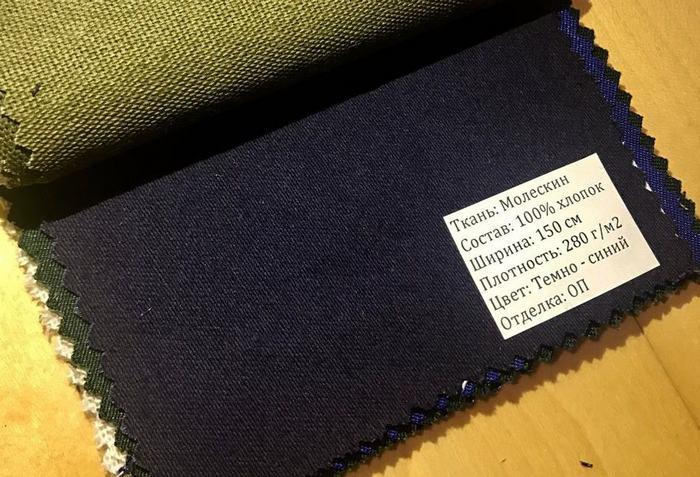 Ткань: Молескин
Состав: 100% хлопок
Ширина: 150 см
Плотность: 280 г/м2
Цвет: Темно - синий
Отделка: ОП